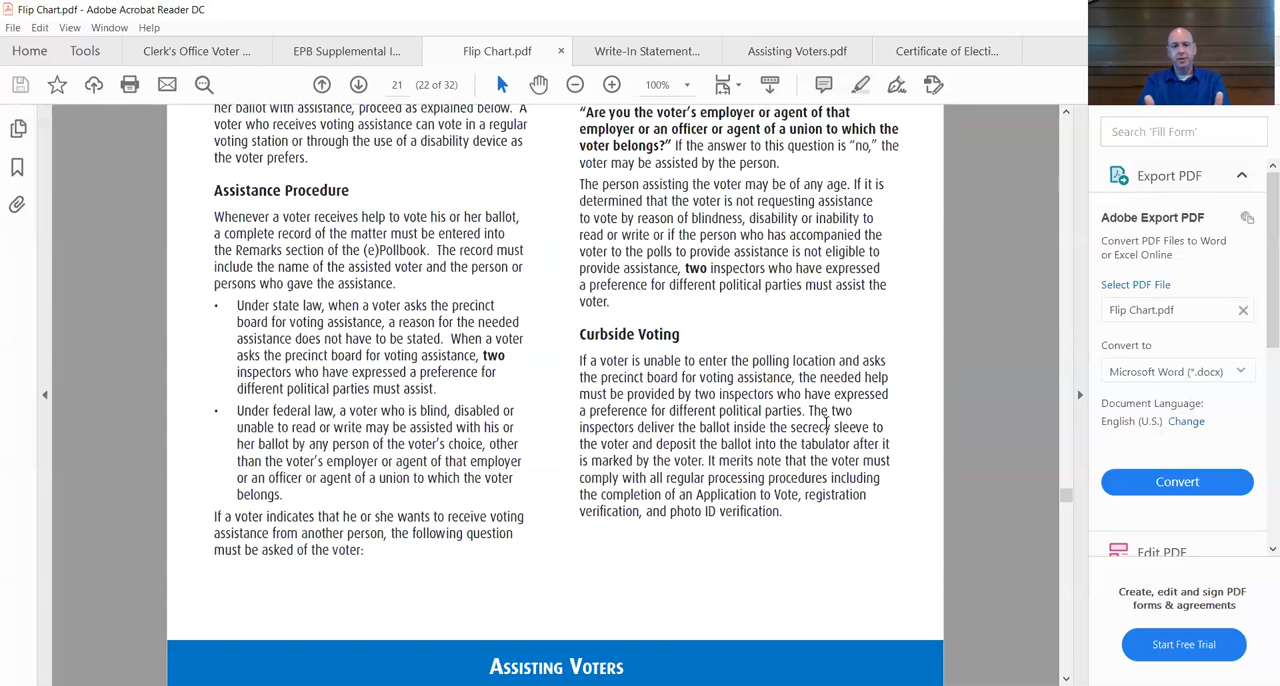 Flip Chart.pdf - Adobe Acrobat Reader DC
File Edit View Window Help
Home Tools Clerk's Office Voter ... EPB Supplemental I... Flip Chart.pdf × Write-In Statement... Assisting Voters.pdf Certificate of Electi...
21 (22 of 32) 100%
her ballot with assistance, proceed as explained below. A
voter who receives voting assistance can vote in a regular
voting station or through the use of a disability device as
the voter prefers.
Assistance Procedure
Whenever a voter receives help to vote his or her ballot,
a complete record of the matter must be entered into
the Remarks section of the (e)Pollbook. The record must
include the name of the assisted voter and the person or
persons who gave the assistance.
• Under state law, when a voter asks the precinct
board for voting assistance, a reason for the needed
assistance does not have to be stated. When a voter
asks the precinct board for voting assistance, two
inspectors who have expressed a preference for
different political parties must assist.
• Under federal law, a voter who is blind, disabled or
unable to read or write may be assisted with his or
her ballot by any person of the voter's choice, other
than the voter's employer or agent of that employer
or an officer or agent of a union to which the voter
belongs.
If a voter indicates that he or she wants to receive voting
assistance from another person, the following question
must be asked of the voter:
"Are you the voter's employer or agent of that
employer or an officer or agent of a union to which the
voter belongs?" If the answer to this question is "no," the
voter may be assisted by the person.
The person assisting the voter may be of any age. If it is
determined that the voter is not requesting assistance
to vote by reason of blindness, disability or inability to
read or write or if the person who has accompanied the
voter to the polls to provide assistance is not eligible to
provide assistance, two inspectors who have expressed
a preference for different political parties must assist the
voter.
Curbside Voting
If a voter is unable to enter the polling location and asks
the precinct board for voting assistance, the needed help
must be provided by two inspectors who have expressed
a preference for different political parties. The two
inspectors deliver the ballot inside the secrecy sleeve to
the voter and deposit the ballot into the tabulator after it
is marked by the voter. It merits note that the voter must
comply with all regular processing procedures including
the completion of an Application to Vote, registration
verification, and photo ID verification.
Assisting Voters
Search 'Fill Form'
Export PDF
Adobe Export PDF
Convert PDF Files to Word
or Excel Online
Select PDF File
Flip Chart.pdf
Convert to
Microsoft Word (*.docx)
Document Language:
English (U.S.) Change
Convert
Edit PDF
Create, edit and sign PDF
forms & agreements
Start Free Trial